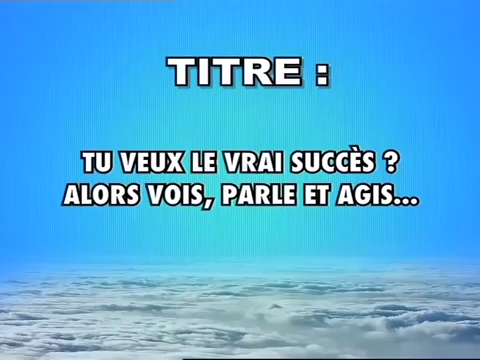 TITRE :
TU VEUX LE VRAI SUCCÈS ?
ALORS VOIS, PARLE ET AGIS...